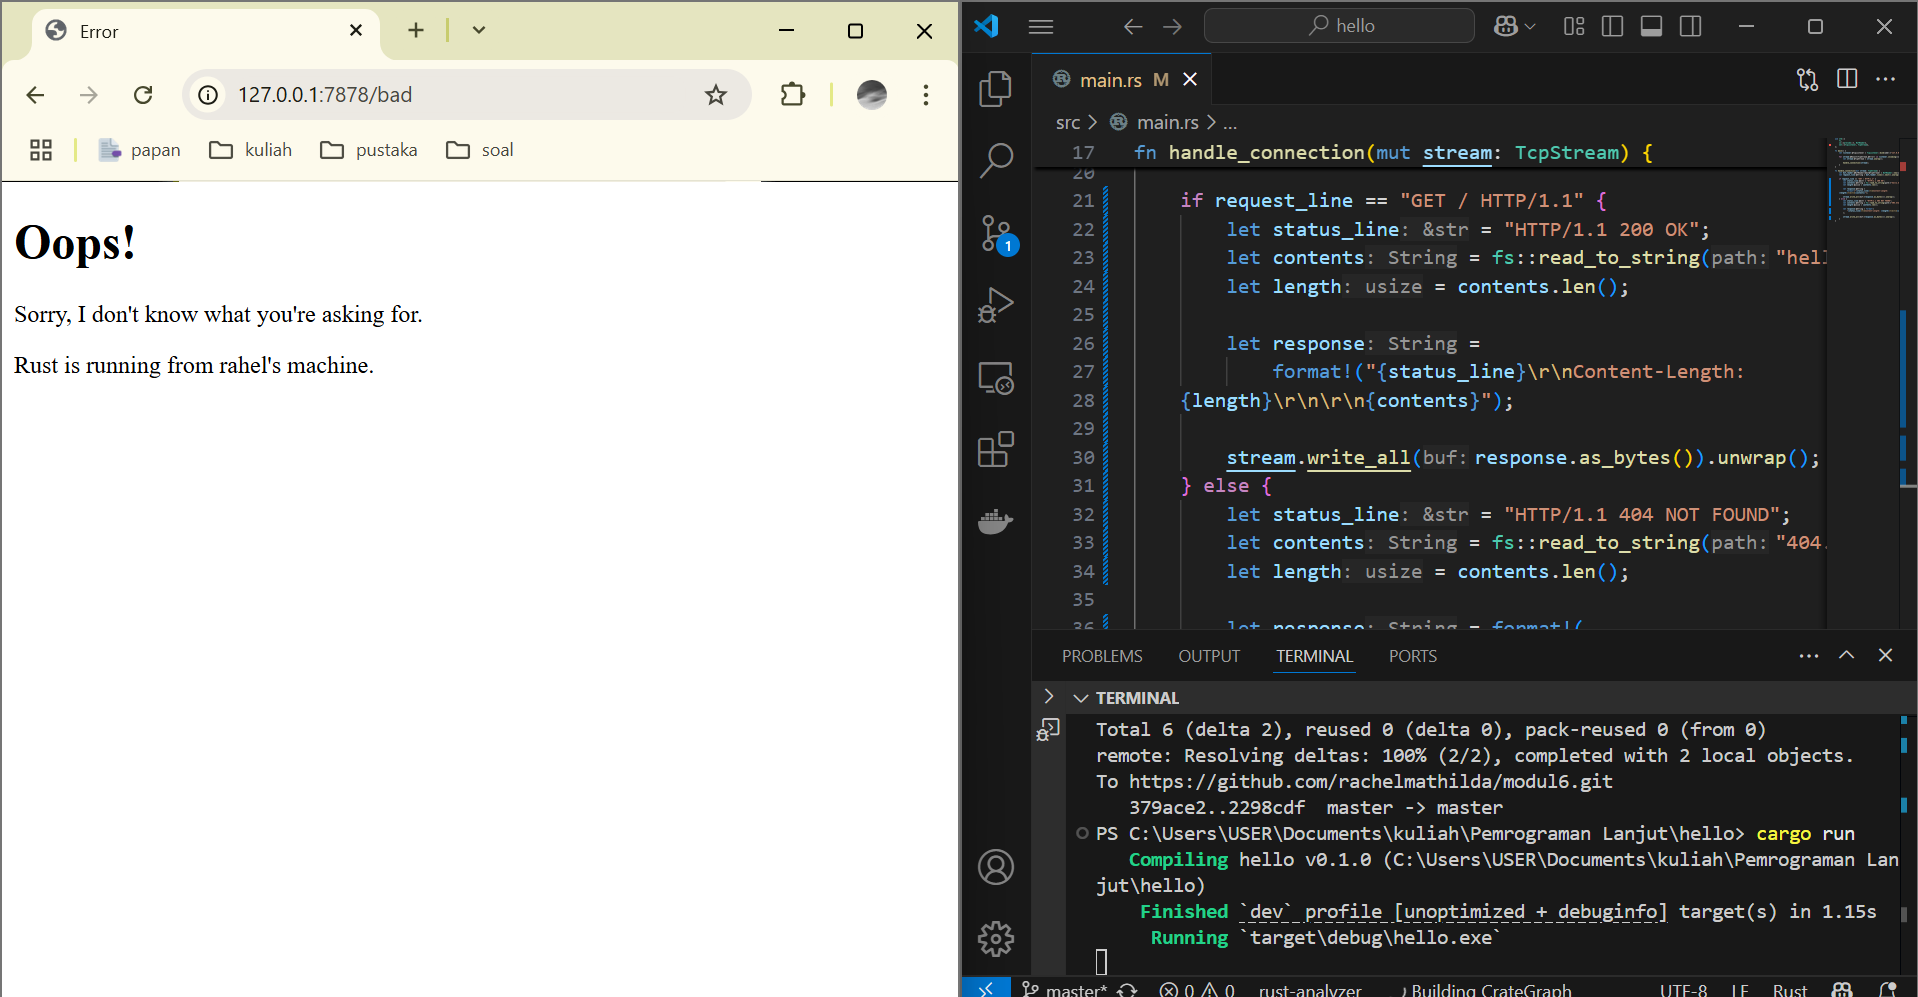 Error
127.0.0.1:7878/bad
papan kuliah pustaka soal
Oops!
Sorry, I don't know what you're asking for.
Rust is running from rahel's machine.
hello
main.rs M
src > main.rs > ...
17 fn handle_connection(mut stream: TcpStream) {
20
21 if request_line == "GET / HTTP/1.1" {
22 let status_line: &str = "HTTP/1.1 200 OK";
23 let contents: String = fs::read_to_string(path: "hell
24 let length: usize = contents.len();
25
26 let response: String =
27 format!("{status_line}\r\nContent-Length:
28 {length}\r\n\r\n{contents}");
29
30 stream.write_all(buf: response.as_bytes()).unwrap();
31 } else {
32 let status_line: &str = "HTTP/1.1 404 NOT FOUND";
33 let contents: String = fs::read_to_string(path: "404.
34 let length: usize = contents.len();
35
36 let response: String = format!(
PROBLEMS OUTPUT TERMINAL PORTS
TERMINAL
Total 6 (delta 2), reused 0 (delta 0), pack-reused 0 (from 0)
remote: Resolving deltas: 100% (2/2), completed with 2 local objects.
To https://github.com/rachelmathilda/modul6.git
379ace2..2298cdf master -> master
PS C:\Users\USER\Documents\kuliah\Pemrograman Lanjut\hello> cargo run
Compiling hello v0.1.0 (C:\Users\USER\Documents\kuliah\Pemrograman Lan
jut\hello)
Finished `dev` profile [unoptimized + debuginfo] target(s) in 1.15s
Running `target\debug\hello.exe`
1
master* 0 0 rust-analyzer Building CrateGraph UTF-8 LF Rust